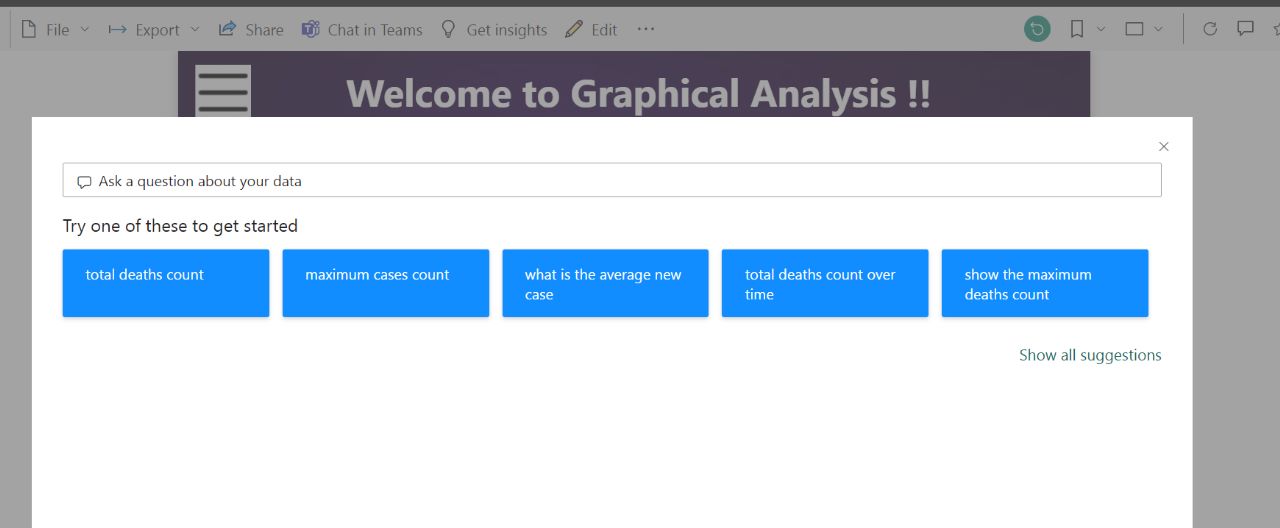 File Export Share Chat in Teams Get insights Edit ...
Welcome to Graphical Analysis !!
Ask a question about your data
Try one of these to get started
total deaths count
maximum cases count
what is the average new
case
total deaths count over
time
show the maximum
deaths count
Show all suggestions